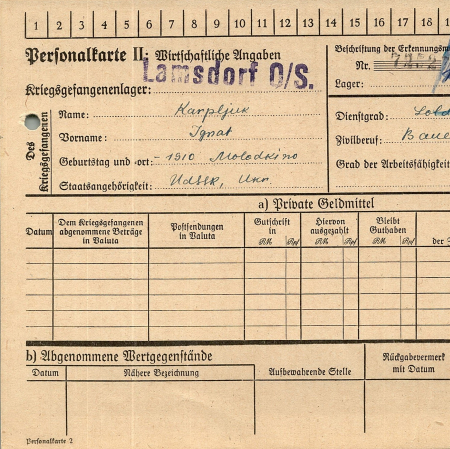 1 2 3 4 5 6 7 8 9 10 11 12 13 14 15 16 17 18
Personalkarte II: Wirtschaftliche Angaben
Beschriftung der Erkennungsm
Lamsdorf O/S.
Nr.
Kriegsgefangenenlager:
Lager:
Des Kriegsgefangenen
Name: Karpljuk
Dienstgrad: Sold
Vorname: Ignat
Zivilberuf: Baue
Geburtstag und -ort: -1910 Molodkino
Grad der Arbeitsfähigkeit
Staatsangehörigkeit: UdSSR, Ukr.
a) Private Geldmittel
Datum
Dem Kriegsgefangenen abgenommene Beträge in Valuta
Postsendungen in Valuta
Gutschrift in
RM Rpf
Hiervon ausgezahlt
RM Rpf
Bleibt Guthaben
RM Rpf
der S
b) Abgenommene Wertgegenstände
Datum
Nähere Bezeichnung
Aufbewahrende Stelle
Rückgabevermerk mit Datum
Personalkarte 2